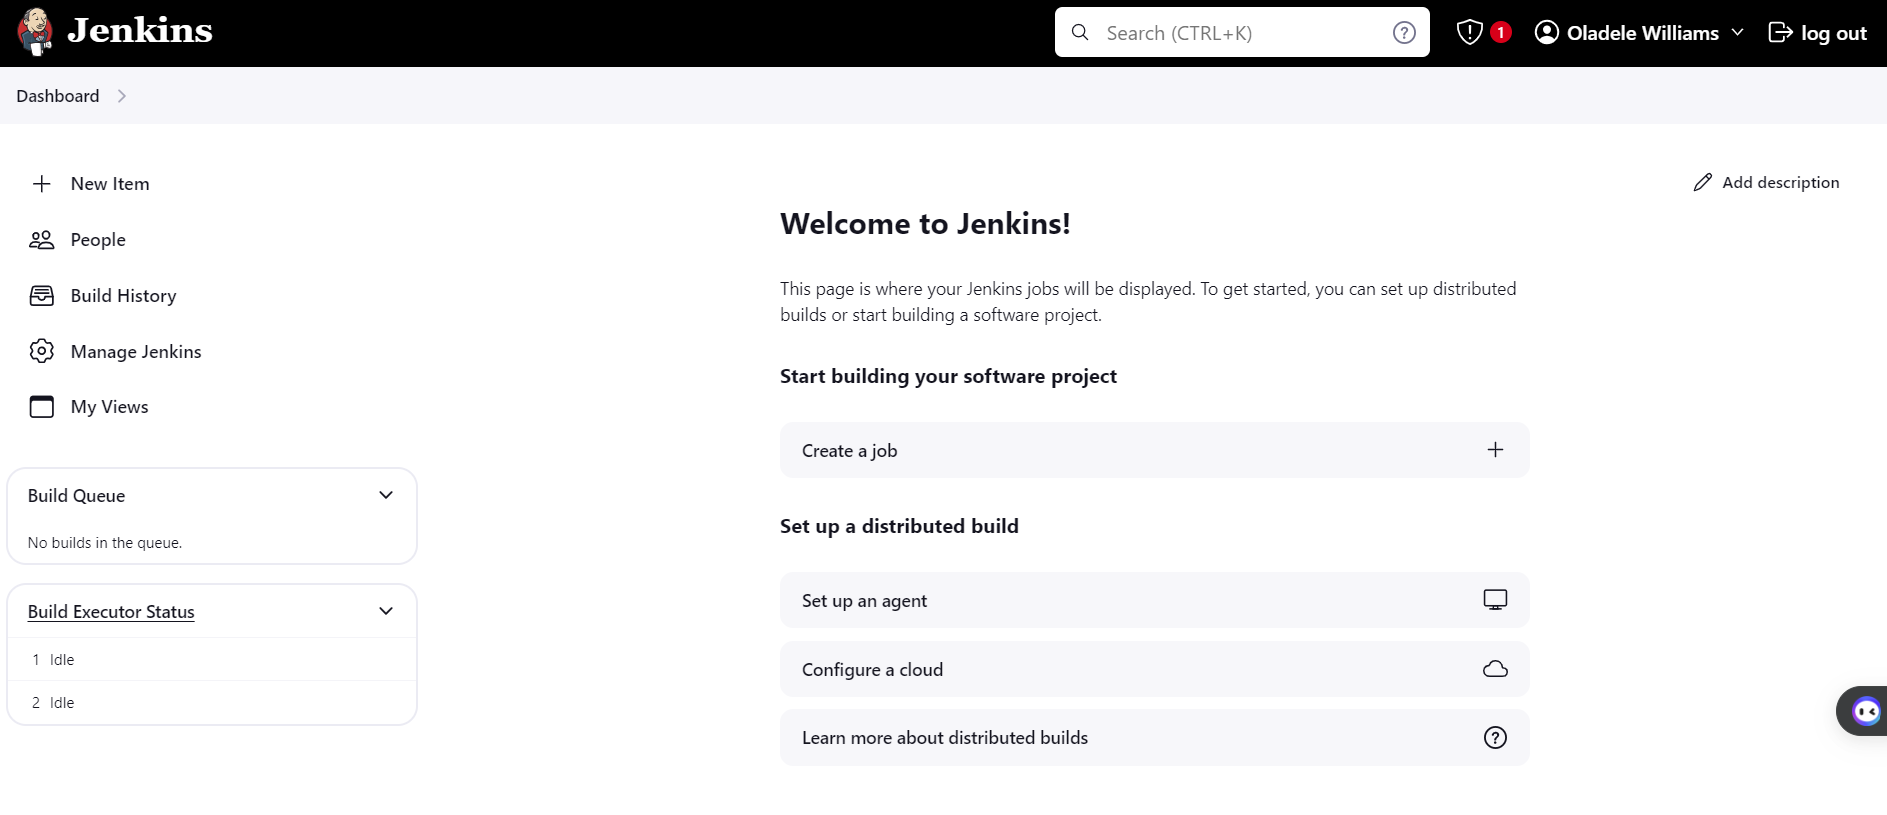 Jenkins
Search (CTRL+K)
1
Oladele Williams
log out
Dashboard
New Item
People
Build History
Manage Jenkins
My Views
Build Queue
No builds in the queue.
Build Executor Status
1 Idle
2 Idle
Add description
Welcome to Jenkins!
This page is where your Jenkins jobs will be displayed. To get started, you can set up distributed
builds or start building a software project.
Start building your software project
Create a job
Set up a distributed build
Set up an agent
Configure a cloud
Learn more about distributed builds